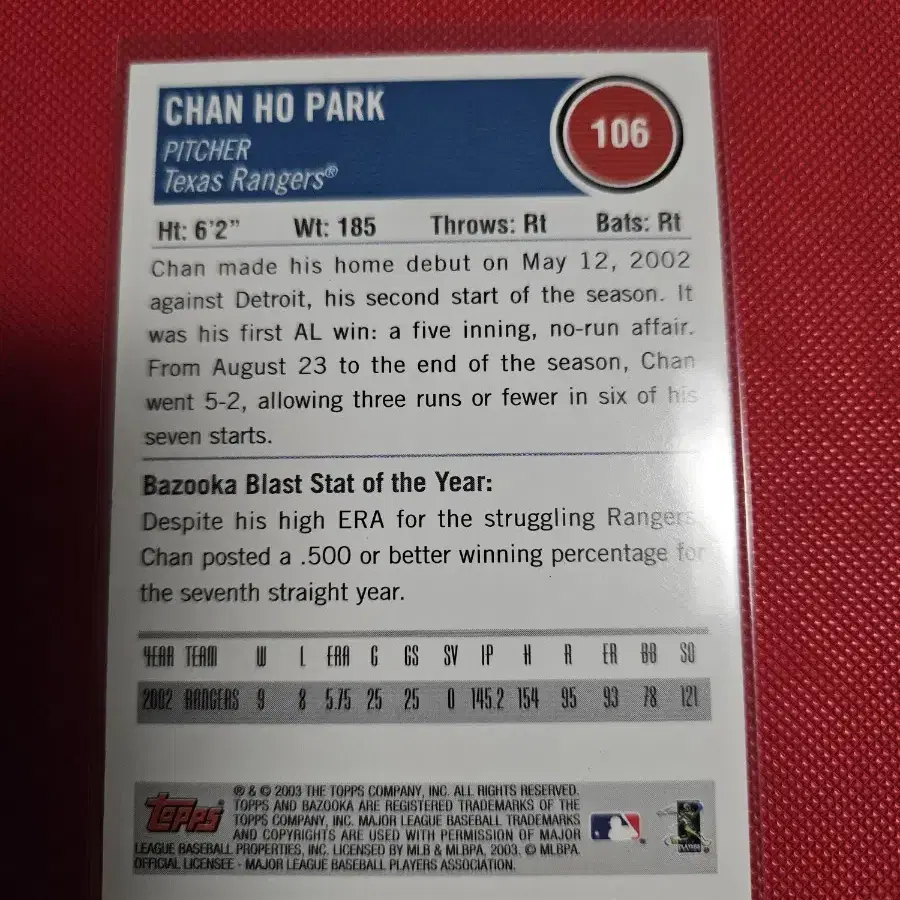 CHAN HO PARK
PITCHER
Texas Rangers®
106
Ht: 6'2" Wt: 185 Throws: Rt Bats: Rt
Chan made his home debut on May 12, 2002
against Detroit, his second start of the season. It
was his first AL win: a five inning, no-run affair.
From August 23 to the end of the season, Chan
went 5-2, allowing three runs or fewer in six of his
seven starts.
Bazooka Blast Stat of the Year:
Despite his high ERA for the struggling Rangers
Chan posted a .500 or better winning percentage for
the seventh straight year.
YEAR TEAM W L ERA G GS SV IP H R ER BB SO
2002 RANGERS 9 8 5.75 25 25 0 145.2 154 95 93 78 121
Topps
® & © 2003 THE TOPPS COMPANY, INC. ALL RIGHTS RESERVED.
TOPPS AND BAZOOKA ARE REGISTERED TRADEMARKS OF THE
TOPPS COMPANY, INC. MAJOR LEAGUE BASEBALL TRADEMARKS
AND COPYRIGHTS ARE USED WITH PERMISSION OF MAJOR
LEAGUE BASEBALL PROPERTIES, INC. LICENSED BY MLB & MLBPA, 2003. © MLBPA
OFFICIAL LICENSEE - MAJOR LEAGUE BASEBALL PLAYERS ASSOCIATION.